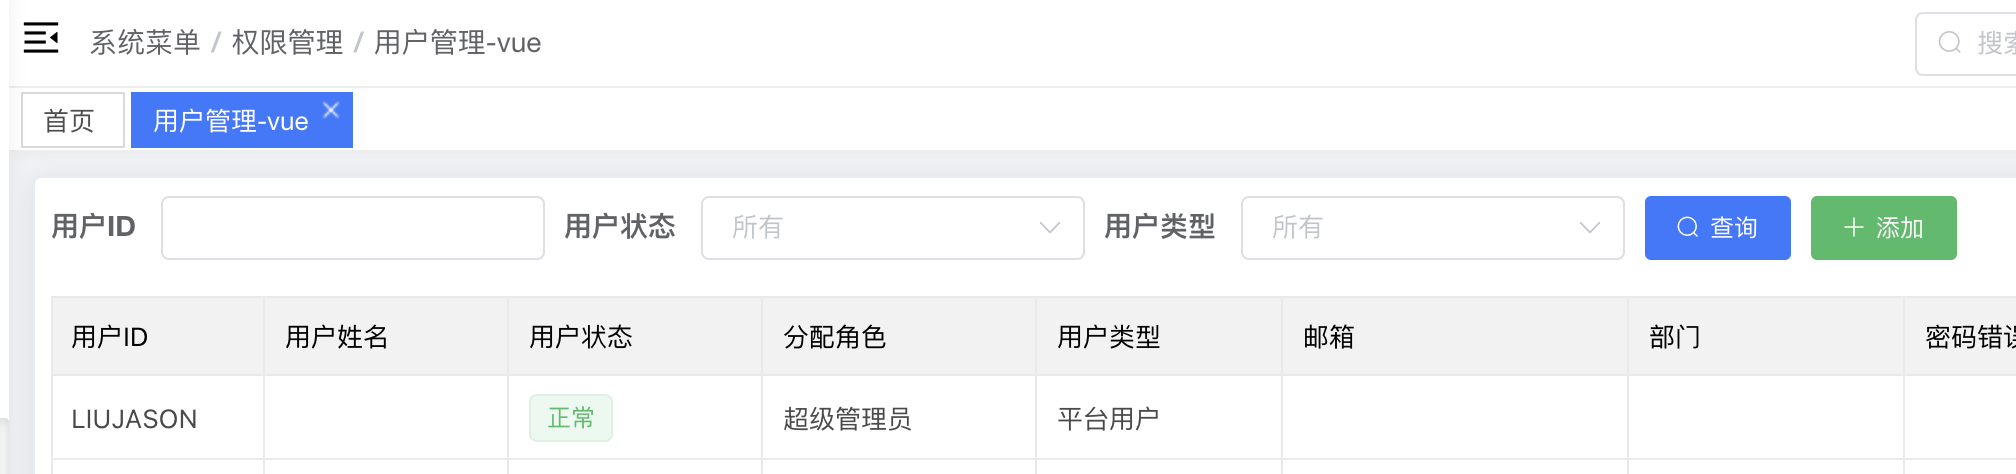 系统菜单 / 权限管理 / 用户管理-vue
搜索
首页 用户管理-vue
用户ID 用户状态 所有 用户类型 所有 查询 添加
用户ID 用户姓名 用户状态 分配角色 用户类型 邮箱 部门 密码错误
LIUJASON 正常 超级管理员 平台用户